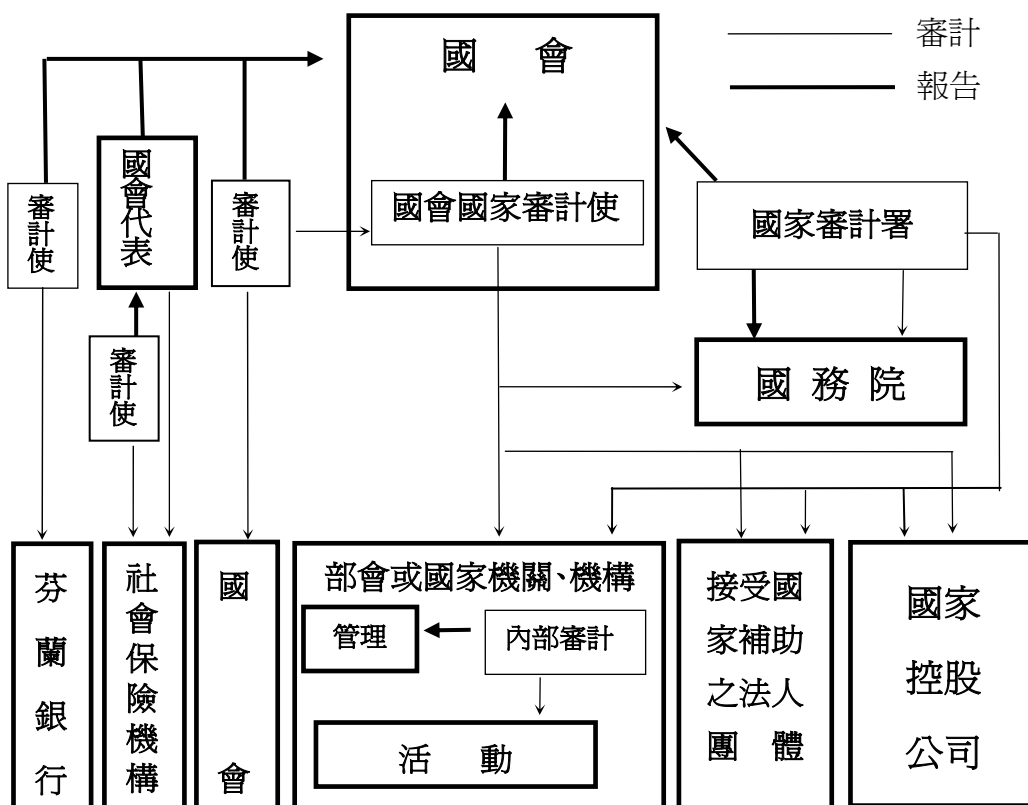 國 會
審計
報告
國會代表
審計使
審計使
國會國家審計使
國家審計署
審計使
國 務 院
芬蘭銀行
社會保險機構
國 會
部會或國家機關、機構
管理
內部審計
活 動
接受國
家補助
之法人
團 體
國家
控股
公司